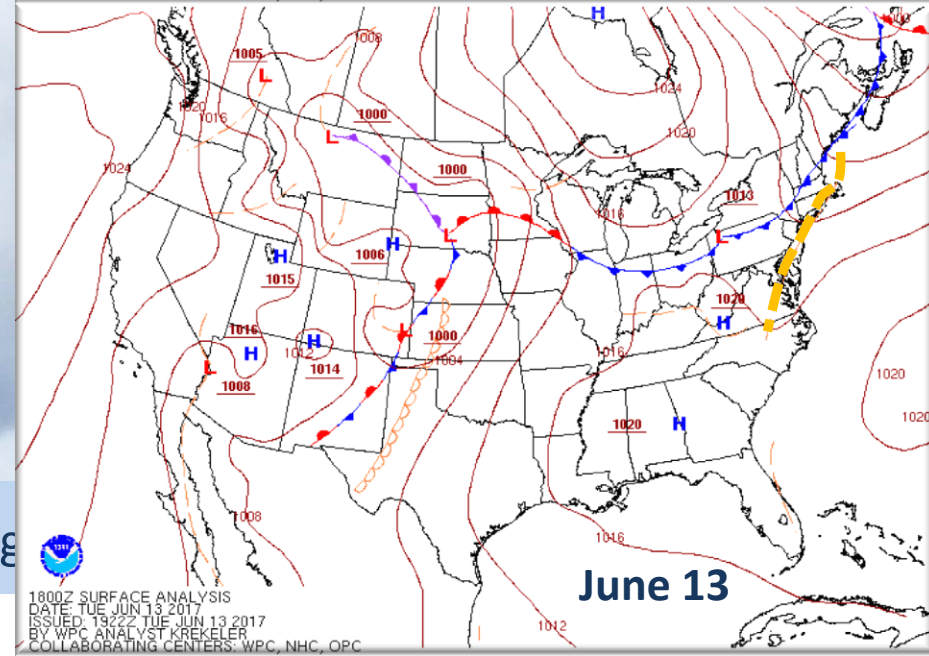 H
1008
1005
L
1024
1020
1016
1000
L
1020
1024
1000
1013
1016
L
L
H
H
1006
1015
1020
H
1016
H
H
1012
1014
L
1000
1004
1016
L
1008
1020
1020
1020
H
1008
1016
g
June 13
1012
1800Z SURFACE ANALYSIS
DATE: TUE JUN 13 2017
ISSUED: 1922Z TUE JUN 13 2017
BY WPC ANALYST KREKELER
COLLABORATING CENTERS: WPC, NHC, OPC